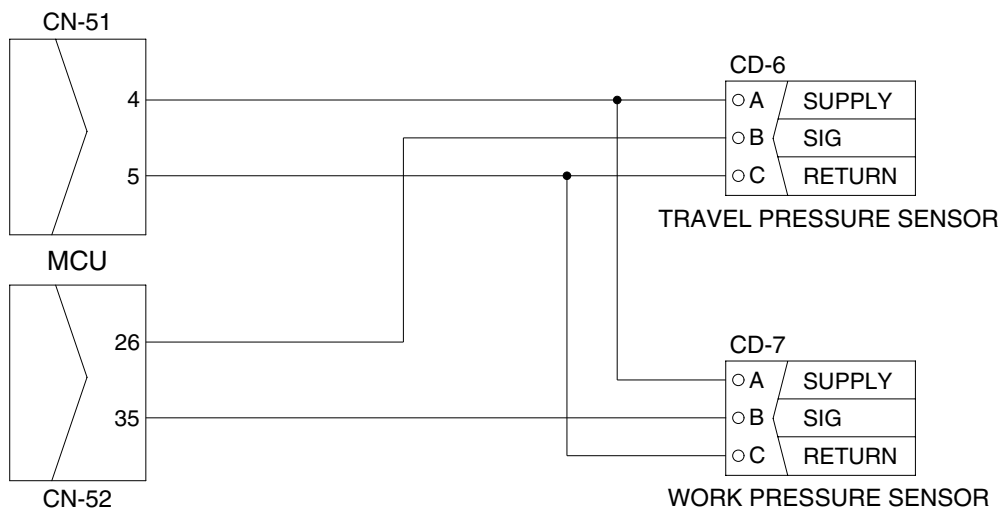 CN-51
4
5
MCU
26
35
CN-52
CD-6
A SUPPLY
B SIG
C RETURN
TRAVEL PRESSURE SENSOR
CD-7
A SUPPLY
B SIG
C RETURN
WORK PRESSURE SENSOR